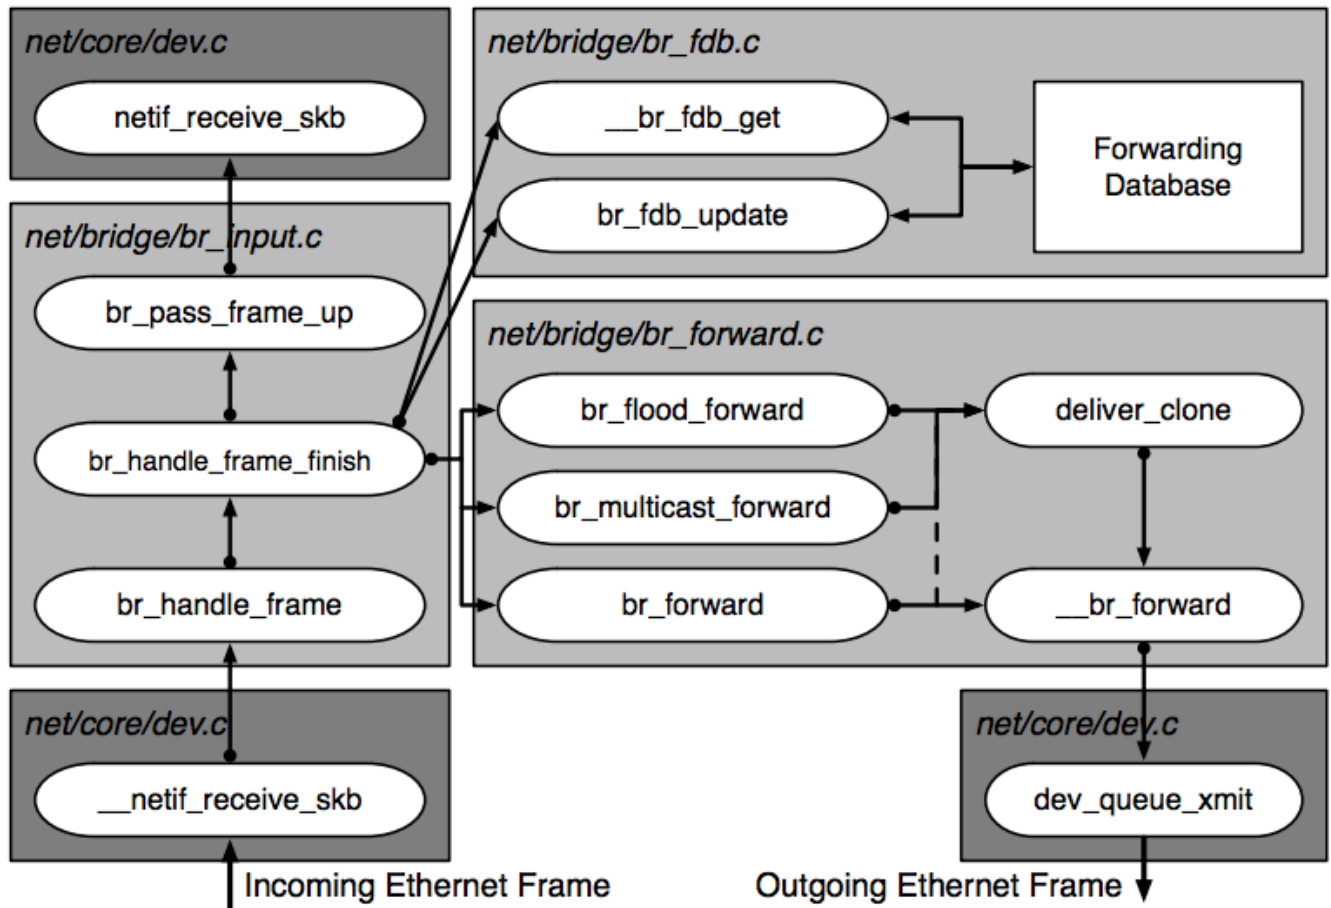 net/core/dev.c
netif_receive_skb
net/bridge/br_input.c
br_pass_frame_up
br_handle_frame_finish
br_handle_frame
net/core/dev.c
__netif_receive_skb
Incoming Ethernet Frame
net/bridge/br_fdb.c
__br_fdb_get
br_fdb_update
Forwarding
Database
net/bridge/br_forward.c
br_flood_forward
deliver_clone
br_multicast_forward
br_forward
__br_forward
net/core/dev.c
dev_queue_xmit
Outgoing Ethernet Frame